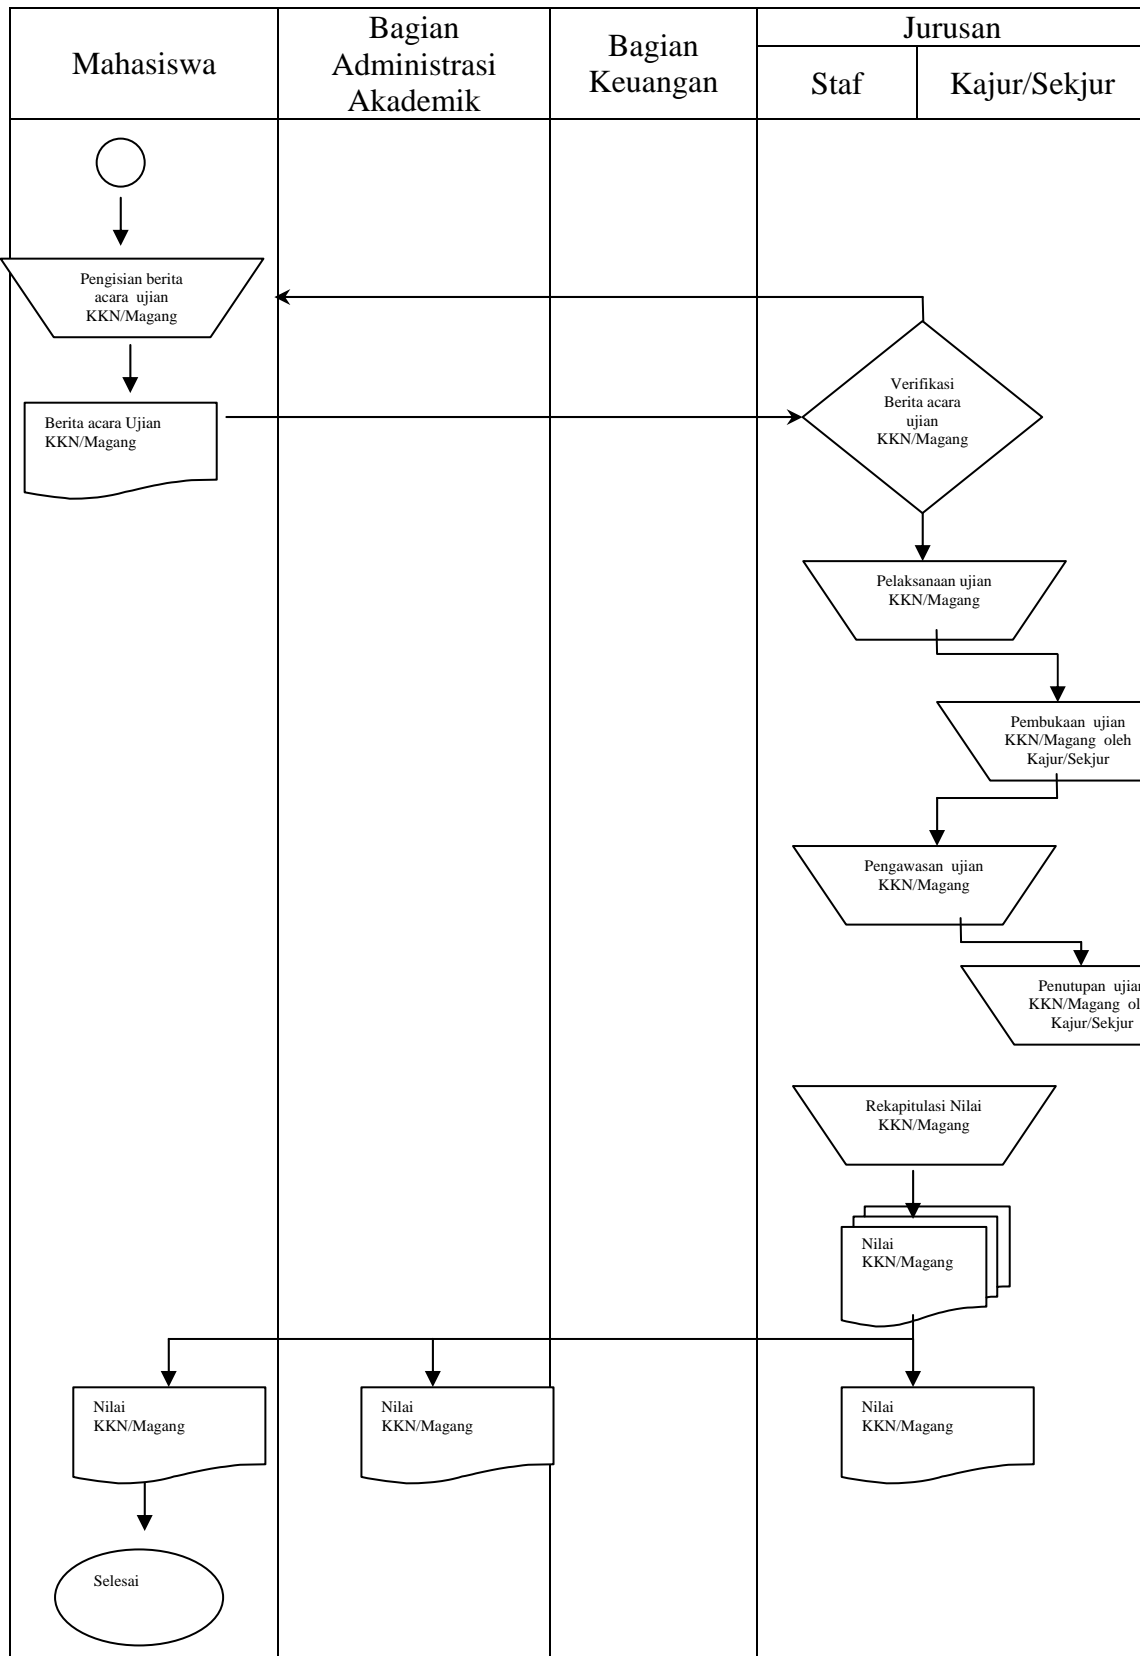 Mahasiswa
Bagian
Administrasi
Akademik
Bagian
Keuangan
Jurusan
Staf
Kajur/Sekjur
Pengisian berita
acara ujian
KKN/Magang
Verifikasi
Berita acara
ujian
KKN/Magang
Berita acara Ujian
KKN/Magang
Pelaksanaan ujian
KKN/Magang
Pembukaan ujian
KKN/Magang oleh
Kajur/Sekjur
Pengawasan ujian
KKN/Magang
Penutupan
KKN/Magang
Kajur/Sekjur
Rekapitulasi Nilai
KKN/Magang
Nilai
KKN/Magang
Nilai
KKN/Magang
Nilai
KKN/Magang
Nilai
KKN/Magang
Selesai